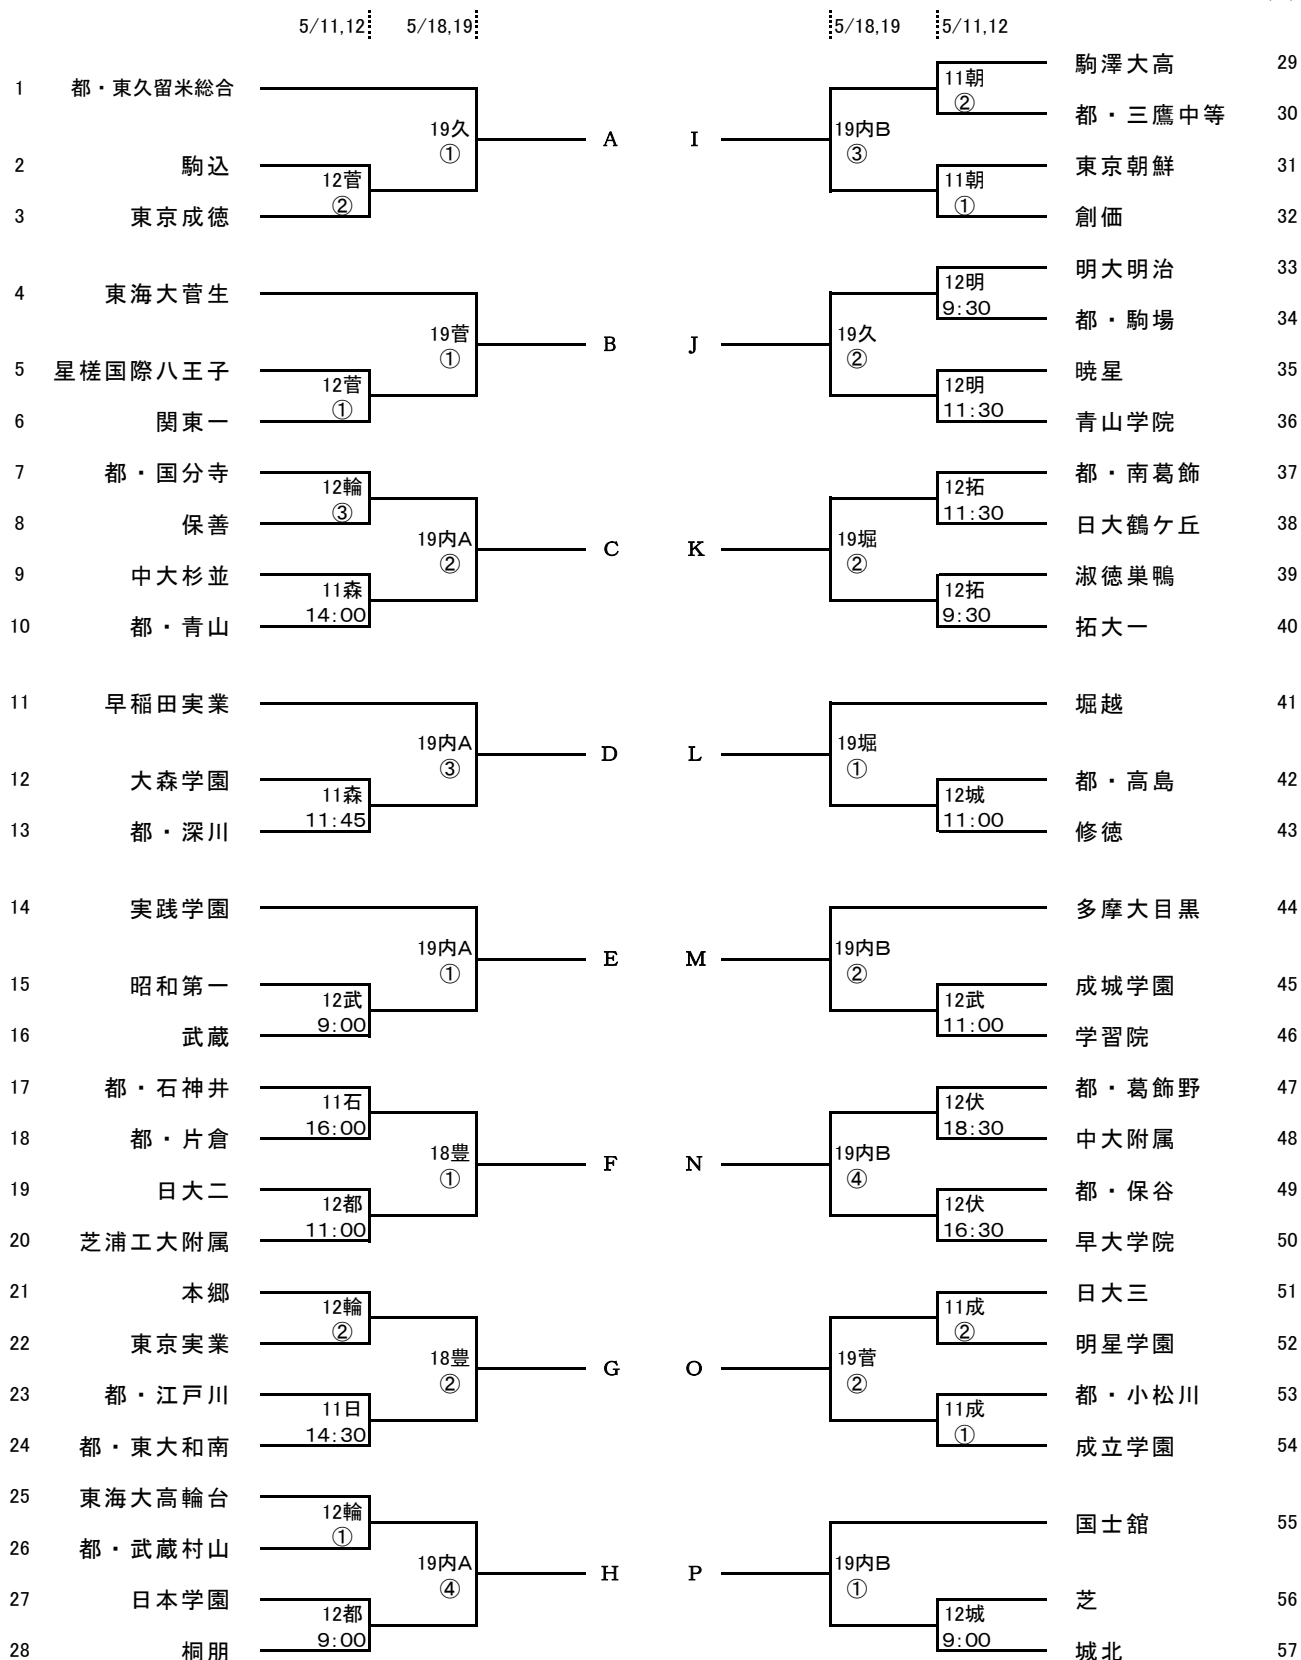 5/11,12 5/18,19 5/18,19 5/11,12
駒澤大高 29
1 都・東久留米総合 11朝
② 都・三鷹中等 30
19久 A I 19内B
① ③
2 駒込 東京朝鮮 31
12菅 11朝
② ①
3 東京成徳 創価 32
明大明治 33
4 東海大菅生 12明
9:30 都・駒場 34
19菅 B J 19久
① ②
5 星槎国際八王子 暁星 35
12菅 12明
① 11:30
6 関東一 青山学院 36
7 都・国分寺 都・南葛飾 37
12輪 12拓
③ 11:30
8 保善 日大鶴ケ丘 38
19内A C K 19堀
② ②
9 中大杉並 淑徳巣鴨 39
11森 12拓
14:00 9:30
10 都・青山 拓大一 40
11 早稲田実業 堀越 41
19内A D L 19堀
③ ①
12 大森学園 都・高島 42
11森 12城
11:45 11:00
13 都・深川 修徳 43
14 実践学園 多摩大目黒 44
19内A E M 19内B
① ②
15 昭和第一 成城学園 45
12武 12武
9:00 11:00
16 武蔵 学習院 46
17 都・石神井 都・葛飾野 47
11石 12伏
16:00 18:30
18 都・片倉 中大附属 48
18豊 F N 19内B
① ④
19 日大二 都・保谷 49
12都 12伏
11:00 16:30
20 芝浦工大附属 早大学院 50
21 本郷 日大三 51
12輪 11成
② ②
22 東京実業 明星学園 52
18豊 G O 19菅
② ②
23 都・江戸川 都・小松川 53
11日 11成
14:30 ①
24 都・東大和南 成立学園 54
25 東海大高輪台
12輪 国士舘 55
①
26 都・武蔵村山
19内A H P 19内B
④ ①
27 日本学園 芝 56
12都 12城
9:00 9:00
28 桐朋 城北 57